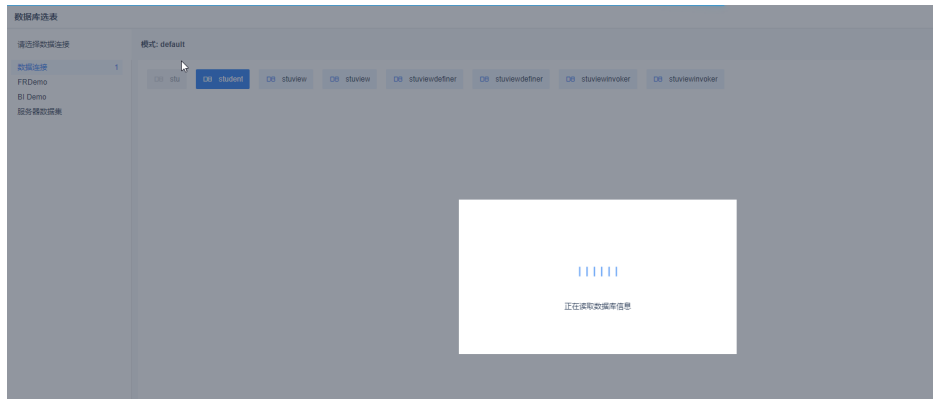 数据库选表
请选择数据连接
模式: default
数据连接 1
FRDemo
BI Demo
服务器数据集
DB stu
DB student
DB stuview
DB stuview
DB stuviewdefiner
DB stuviewdefiner
DB stuviewinvoker
DB stuviewinvoker
正在读取数据库信息